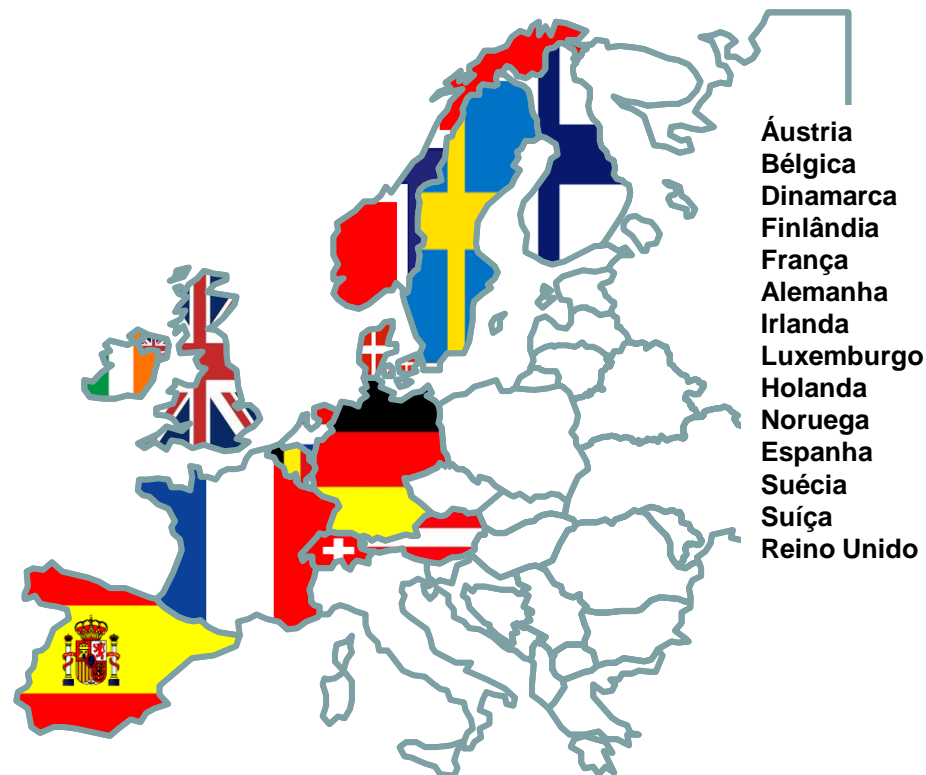 Áustria
Bélgica
Dinamarca
Finlândia
França
Alemanha
Irlanda
Luxemburgo
Holanda
Noruega
Espanha
Suécia
Suíça
Reino Unido